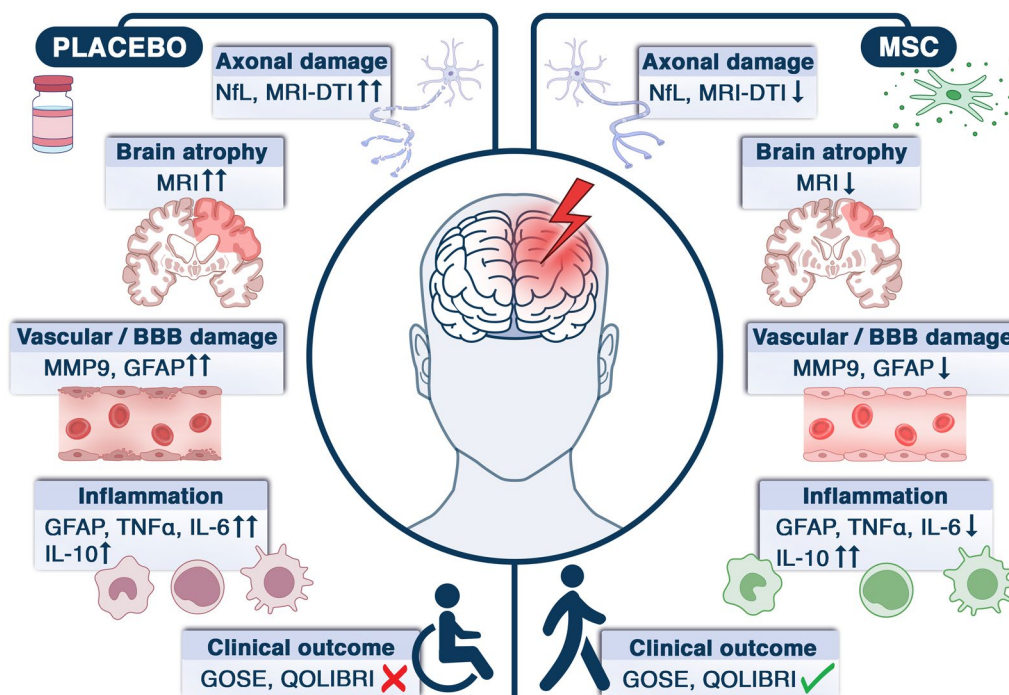 PLACEBO
Axonal damage
NfL, MRI-DTI↑↑
Brain atrophy
MRI↑↑
Vascular / BBB damage
MMP9, GFAP↑↑
Inflammation
GFAP, TNFα, IL-6↑↑
IL-10↑
Clinical outcome
GOSE, QOLIBRI ✗
MSC
Axonal damage
NfL, MRI-DTI↓
Brain atrophy
MRI↓
Vascular / BBB damage
MMP9, GFAP↓
Inflammation
GFAP, TNFα, IL-6↓
IL-10 ↑↑
Clinical outcome
GOSE, QOLIBRI ✓